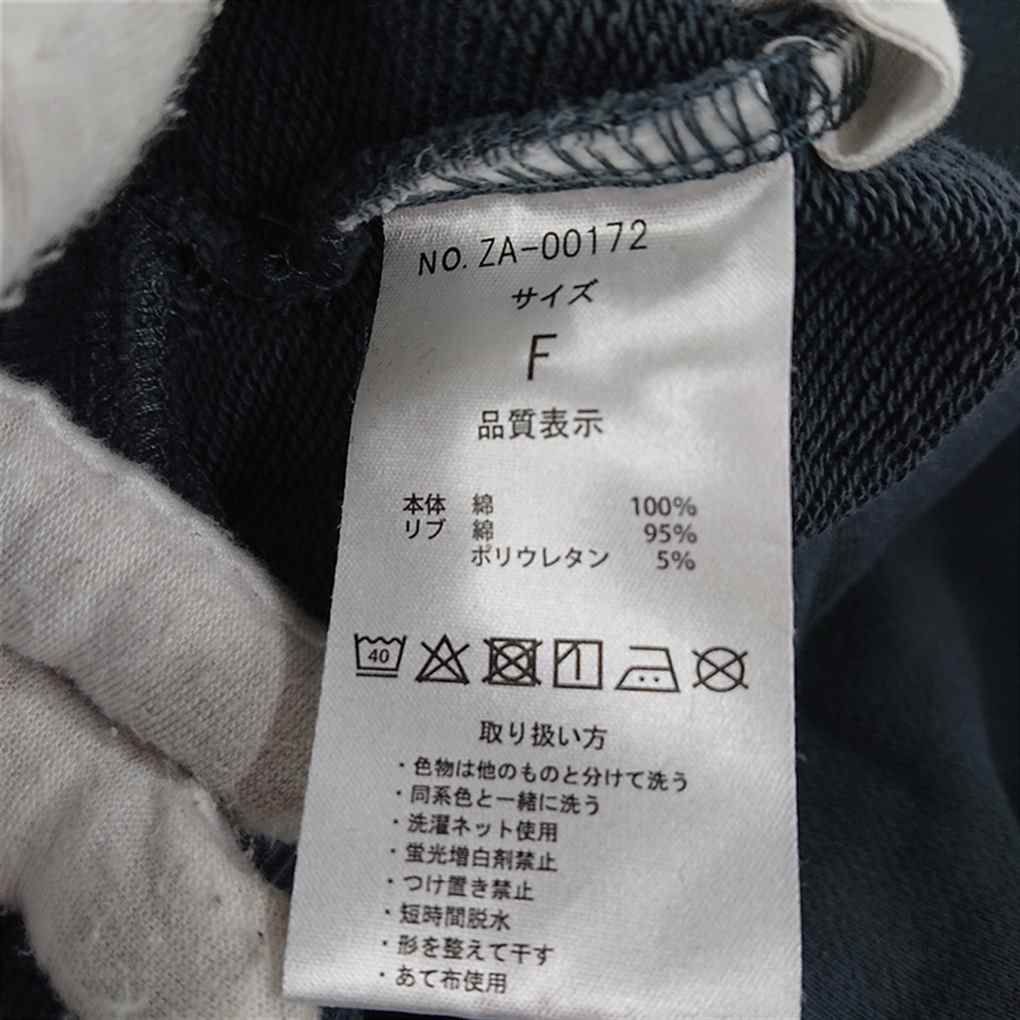 NO. ZA-00172
サイズ
F
品質表示
本体 綿 100%
リブ 綿 95%
ポリウレタン 5%
40
取り扱い方
・色物は他のものと分けて洗う
・同系色と一緒に洗う
・洗濯ネット使用
・蛍光増白剤禁止
・つけ置き禁止
・短時間脱水
・形を整えて干す
・あて布使用